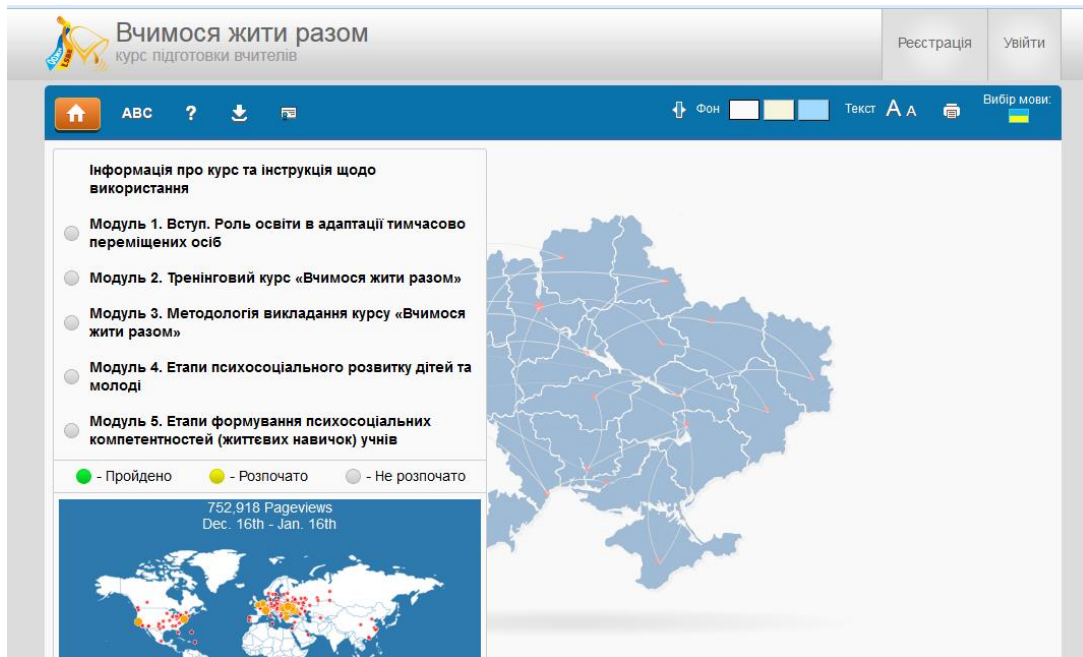 Вчимося жити разом
курс підготовки вчителів
Реєстрація
Увійти
LSBE
ABC
?
Фон
Текст A A
Вибір мови:
Інформація про курс та інструкція щодо
використання
Модуль 1. Вступ. Роль освіти в адаптації тимчасово
переміщених осіб
Модуль 2. Тренінговий курс «Вчимося жити разом»
Модуль 3. Методологія викладання курсу «Вчимося
жити разом»
Модуль 4. Етапи психосоціального розвитку дітей та
молоді
Модуль 5. Етапи формування психосоціальних
компетентностей (життєвих навичок) учнів
- Пройдено
- Розпочато
- Не розпочато
752,918 Pageviews
Dec. 16th - Jan. 16th